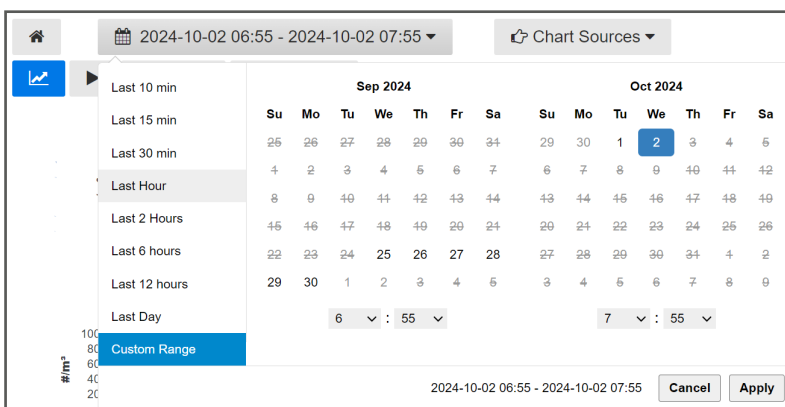 2024-10-02 06:55 - 2024-10-02 07:55
Chart Sources
Last 10 min
Last 15 min
Last 30 min
Last Hour
Last 2 Hours
Last 6 hours
Last 12 hours
Last Day
Custom Range
Sep 2024
Su Mo Tu We Th Fr Sa
25 26 27 28 29 30 31
1 2 3 4 5 6 7
8 9 10 11 12 13 14
15 16 17 18 19 20 21
22 23 24 25 26 27 28
29 30 1 2 3 4 5
6 : 55
Oct 2024
Su Mo Tu We Th Fr Sa
29 30 1 2 3 4 5
6 7 8 9 10 11 12
13 14 15 16 17 18 19
20 21 22 23 24 25 26
27 28 29 30 31 1 2
3 4 5 6 7 8 9
7 : 55
#/m³
2024-10-02 06:55 - 2024-10-02 07:55
Cancel
Apply